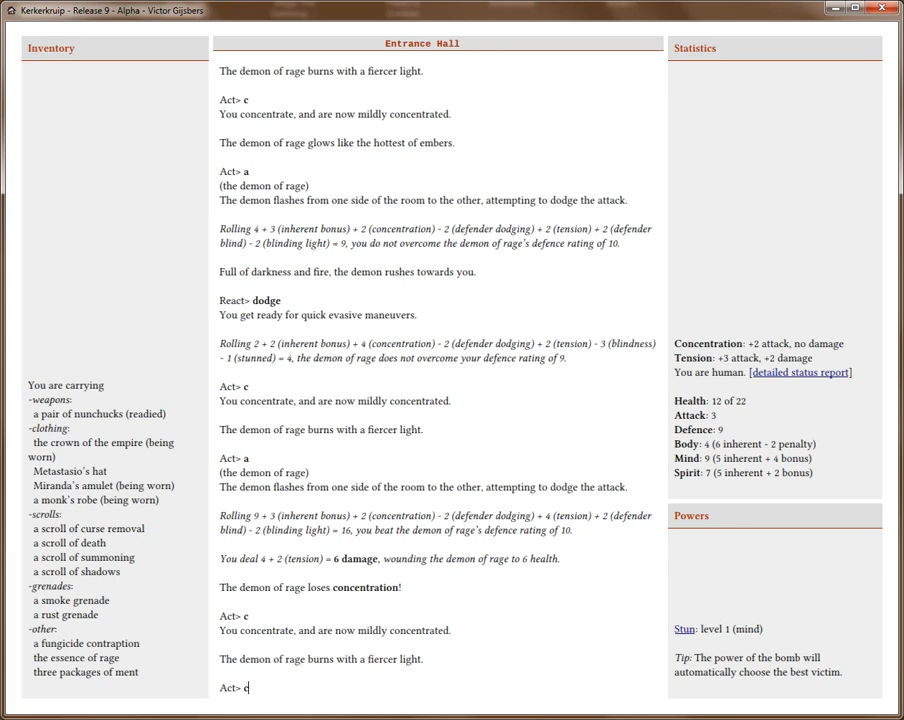 Kerkerkruip - Release 9 - Alpha - Victor Gijsbers
Inventory
You are carrying
-weapons:
a pair of nunchucks (readied)
-clothing:
the crown of the empire (being
worn)
Metastasio's hat
Miranda's amulet (being worn)
a monk's robe (being worn)
-scrolls:
a scroll of curse removal
a scroll of death
a scroll of summoning
a scroll of shadows
-grenades:
a smoke grenade
a rust grenade
-other:
a fungicide contraption
the essence of rage
three packages of ment
Entrance Hall
The demon of rage burns with a fiercer light.
Act> c
You concentrate, and are now mildly concentrated.
The demon of rage glows like the hottest of embers.
Act> a
(the demon of rage)
The demon flashes from one side of the room to the other, attempting to dodge the attack.
Rolling 4 + 3 (inherent bonus) + 2 (concentration) - 2 (defender dodging) + 2 (tension) + 2 (defender
blind) - 2 (blinding light) = 9, you do not overcome the demon of rage's defence rating of 10.
Full of darkness and fire, the demon rushes towards you.
React> dodge
You get ready for quick evasive maneuvers.
Rolling 2 + 2 (inherent bonus) + 4 (concentration) - 2 (defender dodging) + 2 (tension) - 3 (blindness)
- 1 (stunned) = 4, the demon of rage does not overcome your defence rating of 9.
Act> c
You concentrate, and are now mildly concentrated.
The demon of rage burns with a fiercer light.
Act> a
(the demon of rage)
The demon flashes from one side of the room to the other, attempting to dodge the attack.
Rolling 9 + 3 (inherent bonus) + 2 (concentration) - 2 (defender dodging) + 4 (tension) + 2 (defender
blind) - 2 (blinding light) = 16, you beat the demon of rage's defence rating of 10.
You deal 4 + 2 (tension) = 6 damage, wounding the demon of rage to 6 health.
The demon of rage loses concentration!
Act> c
You concentrate, and are now mildly concentrated.
The demon of rage burns with a fiercer light.
Act> c
Statistics
Concentration: +2 attack, no damage
Tension: +3 attack, +2 damage
You are human. [detailed status report]
Health: 12 of 22
Attack: 3
Defence: 9
Body: 4 (6 inherent - 2 penalty)
Mind: 9 (5 inherent + 4 bonus)
Spirit: 7 (5 inherent + 2 bonus)
Powers
Stun: level 1 (mind)
Tip: The power of the bomb will
automatically choose the best victim.